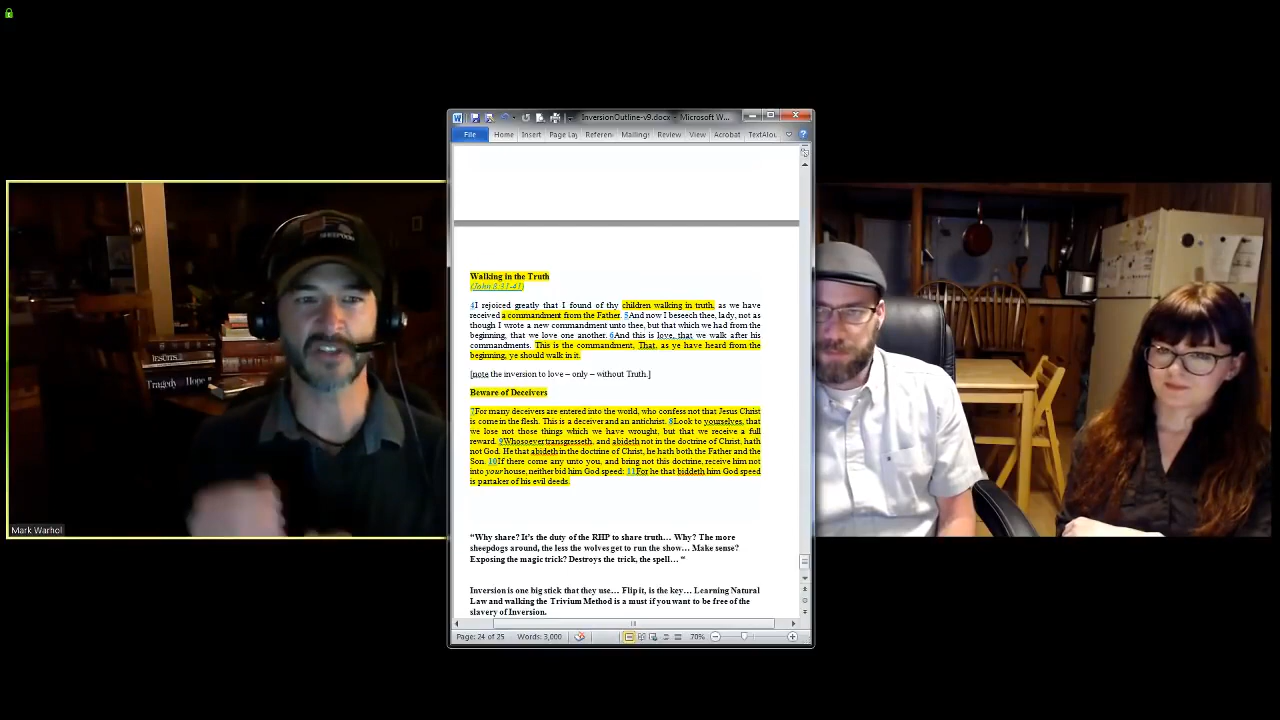 InversionOutline-v9.docx - Microsoft W...
File Home Insert Page Lay Referen Mailings Review View Acrobat TextAlou
Walking in the Truth
(John 8:31-41)
4I rejoiced greatly that I found of thy children walking in truth, as we have
received a commandment from the Father. 5And now I beseech thee, lady, not as
though I wrote a new commandment unto thee, but that which we had from the
beginning, that we love one another. 6And this is love, that we walk after his
commandments. This is the commandment, That, as ye have heard from the
beginning, ye should walk in it.
[note the inversion to love – only – without Truth.]
Beware of Deceivers
7For many deceivers are entered into the world, who confess not that Jesus Christ
is come in the flesh. This is a deceiver and an antichrist. 8Look to yourselves, that
we lose not those things which we have wrought, but that we receive a full
reward. 9Whosoever transgresseth, and abideth not in the doctrine of Christ, hath
not God. He that abideth in the doctrine of Christ, he hath both the Father and the
Son. 10If there come any unto you, and bring not this doctrine, receive him not
into your house, neither bid him God speed: 11For he that biddeth him God speed
is partaker of his evil deeds.
"Why share? It's the duty of the RHP to share truth... Why? The more
sheepdogs around, the less the wolves get to run the show... Make sense?
Exposing the magic trick? Destroys the trick, the spell... "
Inversion is one big stick that they use... Flip it, is the key... Learning Natural
Law and walking the Trivium Method is a must if you want to be free of the
slavery of Inversion.
Page: 24 of 25 Words: 3,000 70%
Tragedy Hope
Mark Warhol